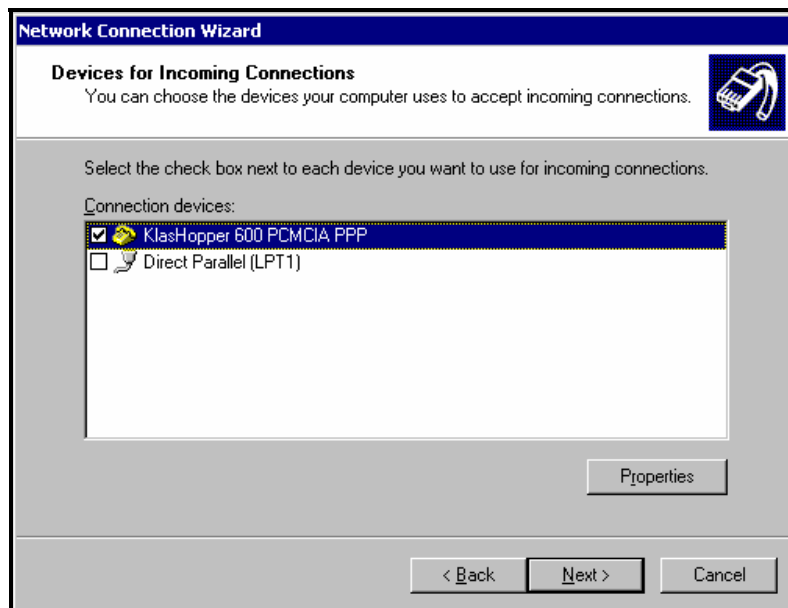 Network Connection Wizard
Devices for Incoming Connections
You can choose the devices your computer uses to accept incoming connections.
Select the check box next to each device you want to use for incoming connections.
Connection devices:
KlasHopper 600 PCMCIA PPP
Direct Parallel (LPT1)
Properties
< Back Next > Cancel